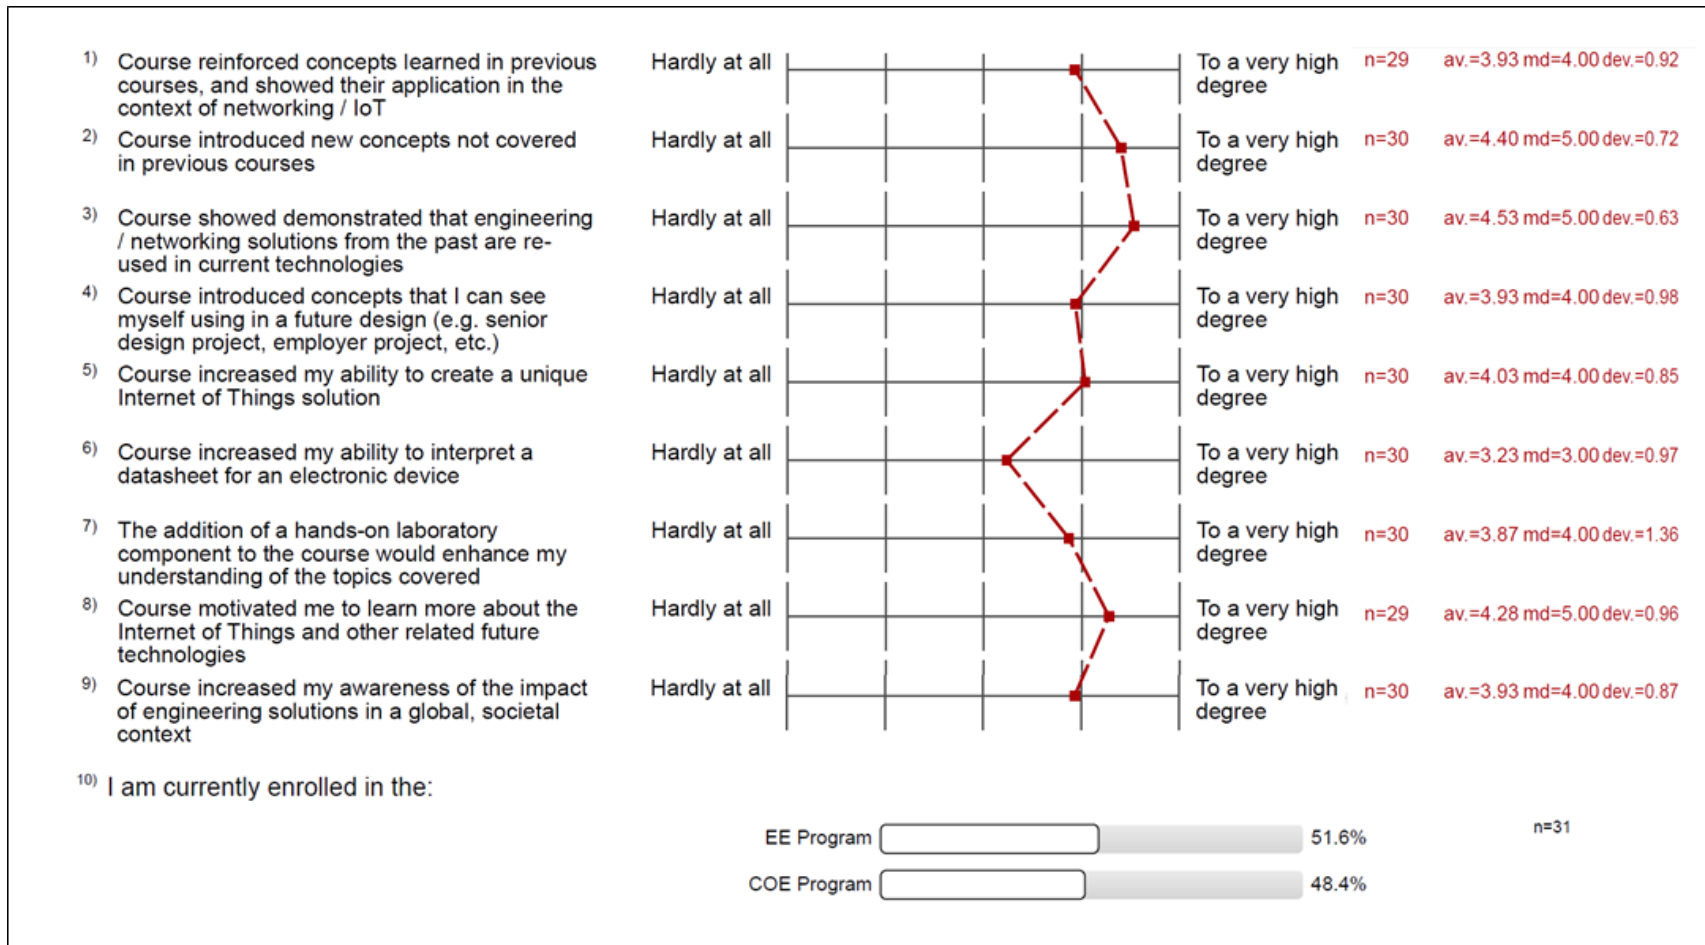 1) Course reinforced concepts learned in previous Hardly at all To a very high n=29 av.=3.93 md=4.00 dev.=0.92
courses, and showed their application in the degree
context of networking / IoT
2) Course introduced new concepts not covered Hardly at all To a very high n=30 av.=4.40 md=5.00 dev.=0.72
in previous courses degree
3) Course showed demonstrated that engineering Hardly at all To a very high n=30 av.=4.53 md=5.00 dev.=0.63
/ networking solutions from the past are re- degree
used in current technologies
4) Course introduced concepts that I can see Hardly at all To a very high n=30 av.=3.93 md=4.00 dev.=0.98
myself using in a future design (e.g. senior degree
design project, employer project, etc.)
5) Course increased my ability to create a unique Hardly at all To a very high n=30 av.=4.03 md=4.00 dev.=0.85
Internet of Things solution degree
6) Course increased my ability to interpret a Hardly at all To a very high n=30 av.=3.23 md=3.00 dev.=0.97
datasheet for an electronic device degree
7) The addition of a hands-on laboratory Hardly at all To a very high n=30 av.=3.87 md=4.00 dev.=1.36
component to the course would enhance my degree
understanding of the topics covered
8) Course motivated me to learn more about the Hardly at all To a very high n=29 av.=4.28 md=5.00 dev.=0.96
Internet of Things and other related future degree
technologies
9) Course increased my awareness of the impact Hardly at all To a very high n=30 av.=3.93 md=4.00 dev.=0.87
of engineering solutions in a global, societal degree
context
10) I am currently enrolled in the:
EE Program 51.6% n=31
COE Program 48.4%